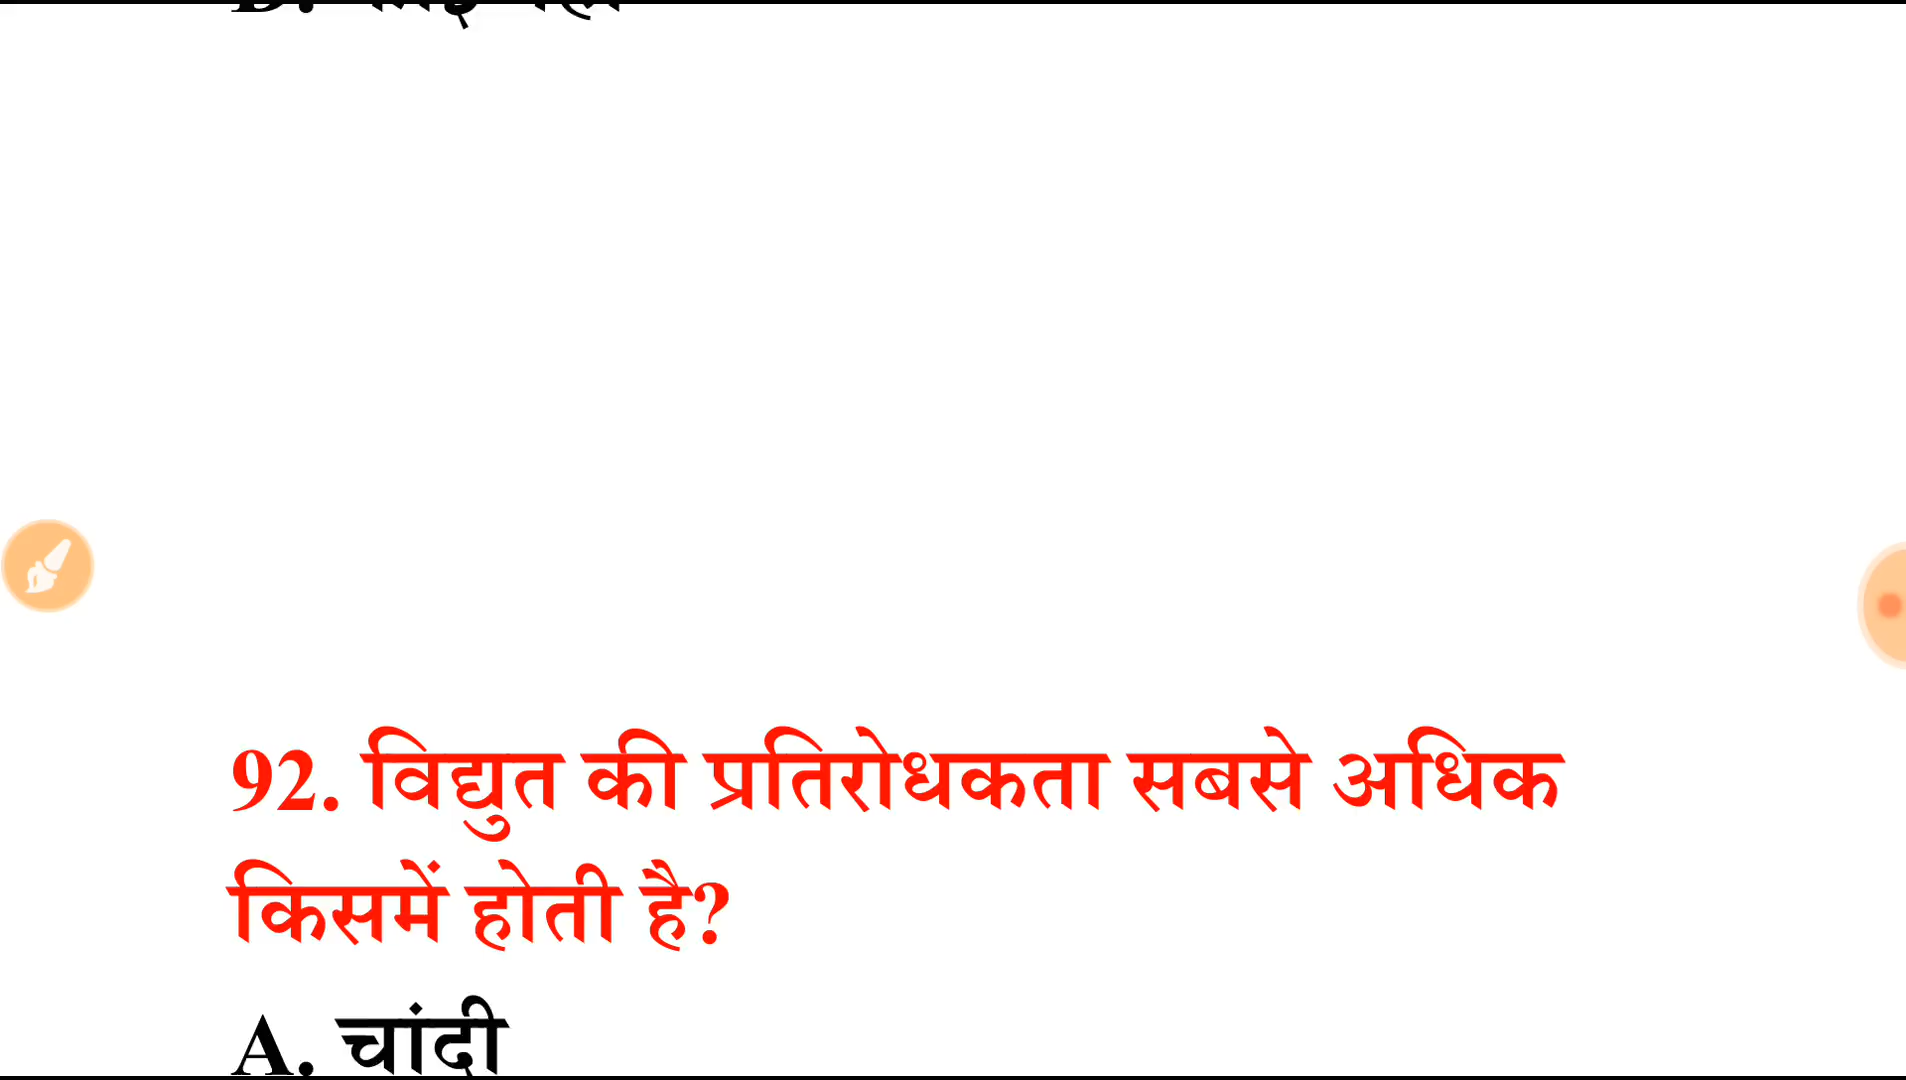 D.
92. विद्युत की प्रतिरोधकता सबसे अधिक
किसमें होती है?
A. चांदी